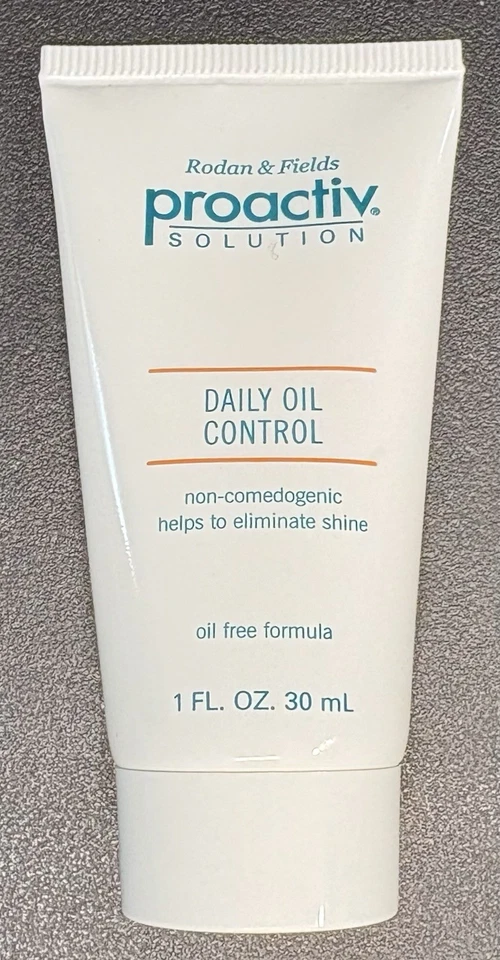 Rodan & Fields
proactiv®
SOLUTION
DAILY OIL
CONTROL
non-comedogenic
helps to eliminate shine
oil free formula
1 FL. OZ. 30 mL